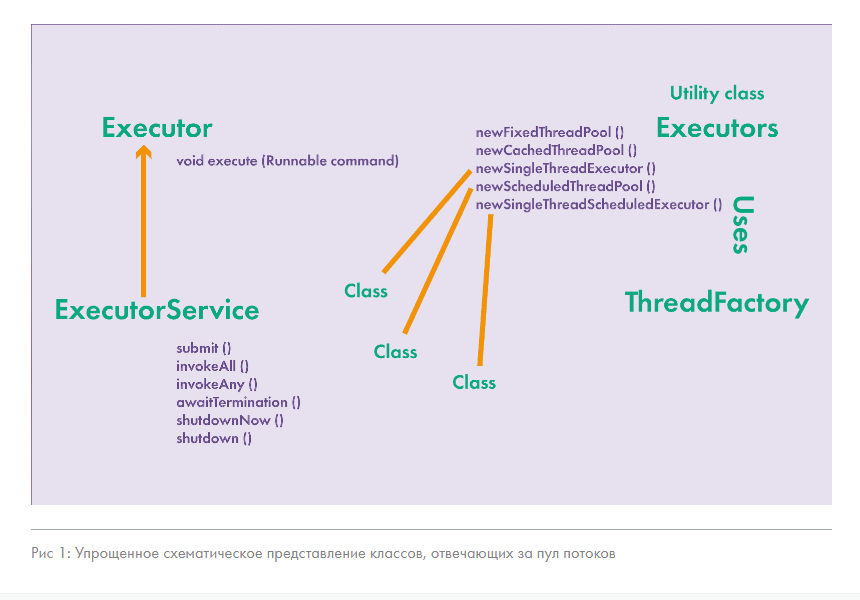 Utility class
Executor
Executors
void execute (Runnable command)
newFixedThreadPool ()
newCachedThreadPool ()
newSingleThreadExecutor ()
newScheduledThreadPool ()
newSingleThreadScheduledExecutor ()
Uses
Class
ExecutorService
ThreadFactory
submit ()
invokeAll ()
invokeAny ()
awaitTermination ()
shutdownNow ()
shutdown ()
Class
Class
Рис 1: Упрощенное схематическое представление классов, отвечающих за пул потоков